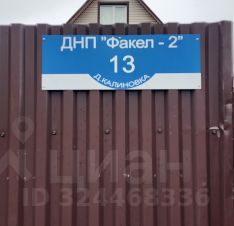 ДНП "Факел - 2"
13
Д.КАЛИНОВКА
циан
ID 324468336